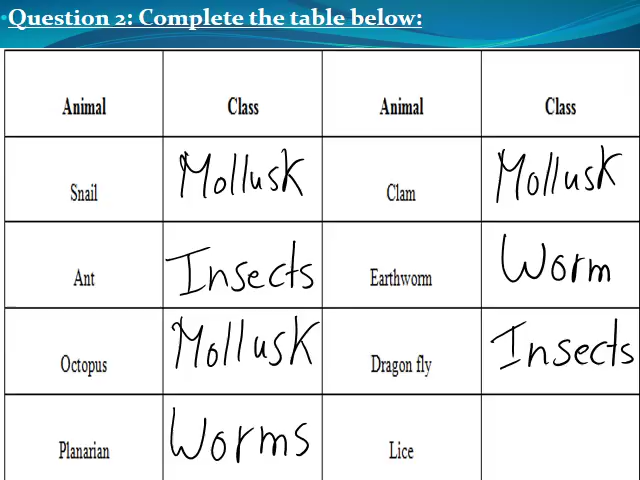 •Question 2: Complete the table below:
Animal Class Animal Class
Snail Mollusk Clam Mollusk
Ant Insects Earthworm Worm
Octopus Mollusk Dragon fly Insects
Planarian Worms Lice